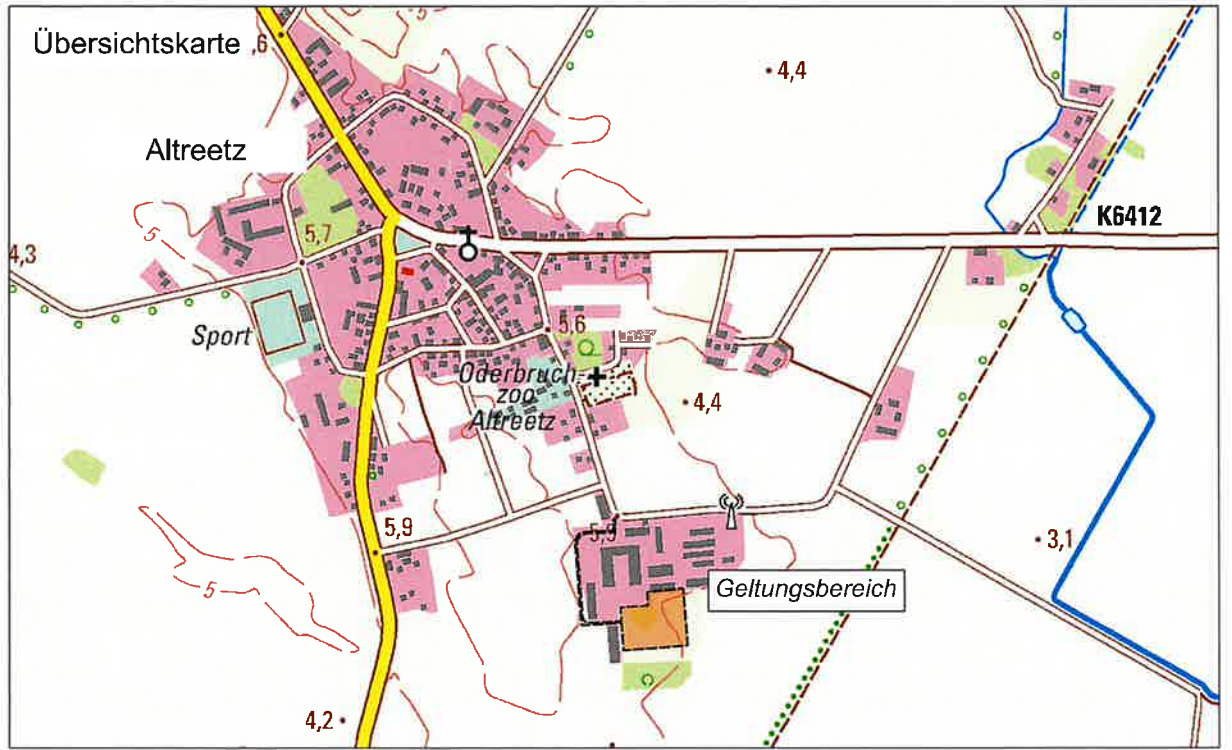 Übersichtskarte
,6
4,4
Altreetz
5
5
K6412
5,7
4,3
Sport
5,6
Oderbruch-
zoo
Altreetz
4,4
5,9
5,9
3,1
5
Geltungsbereich
4,2